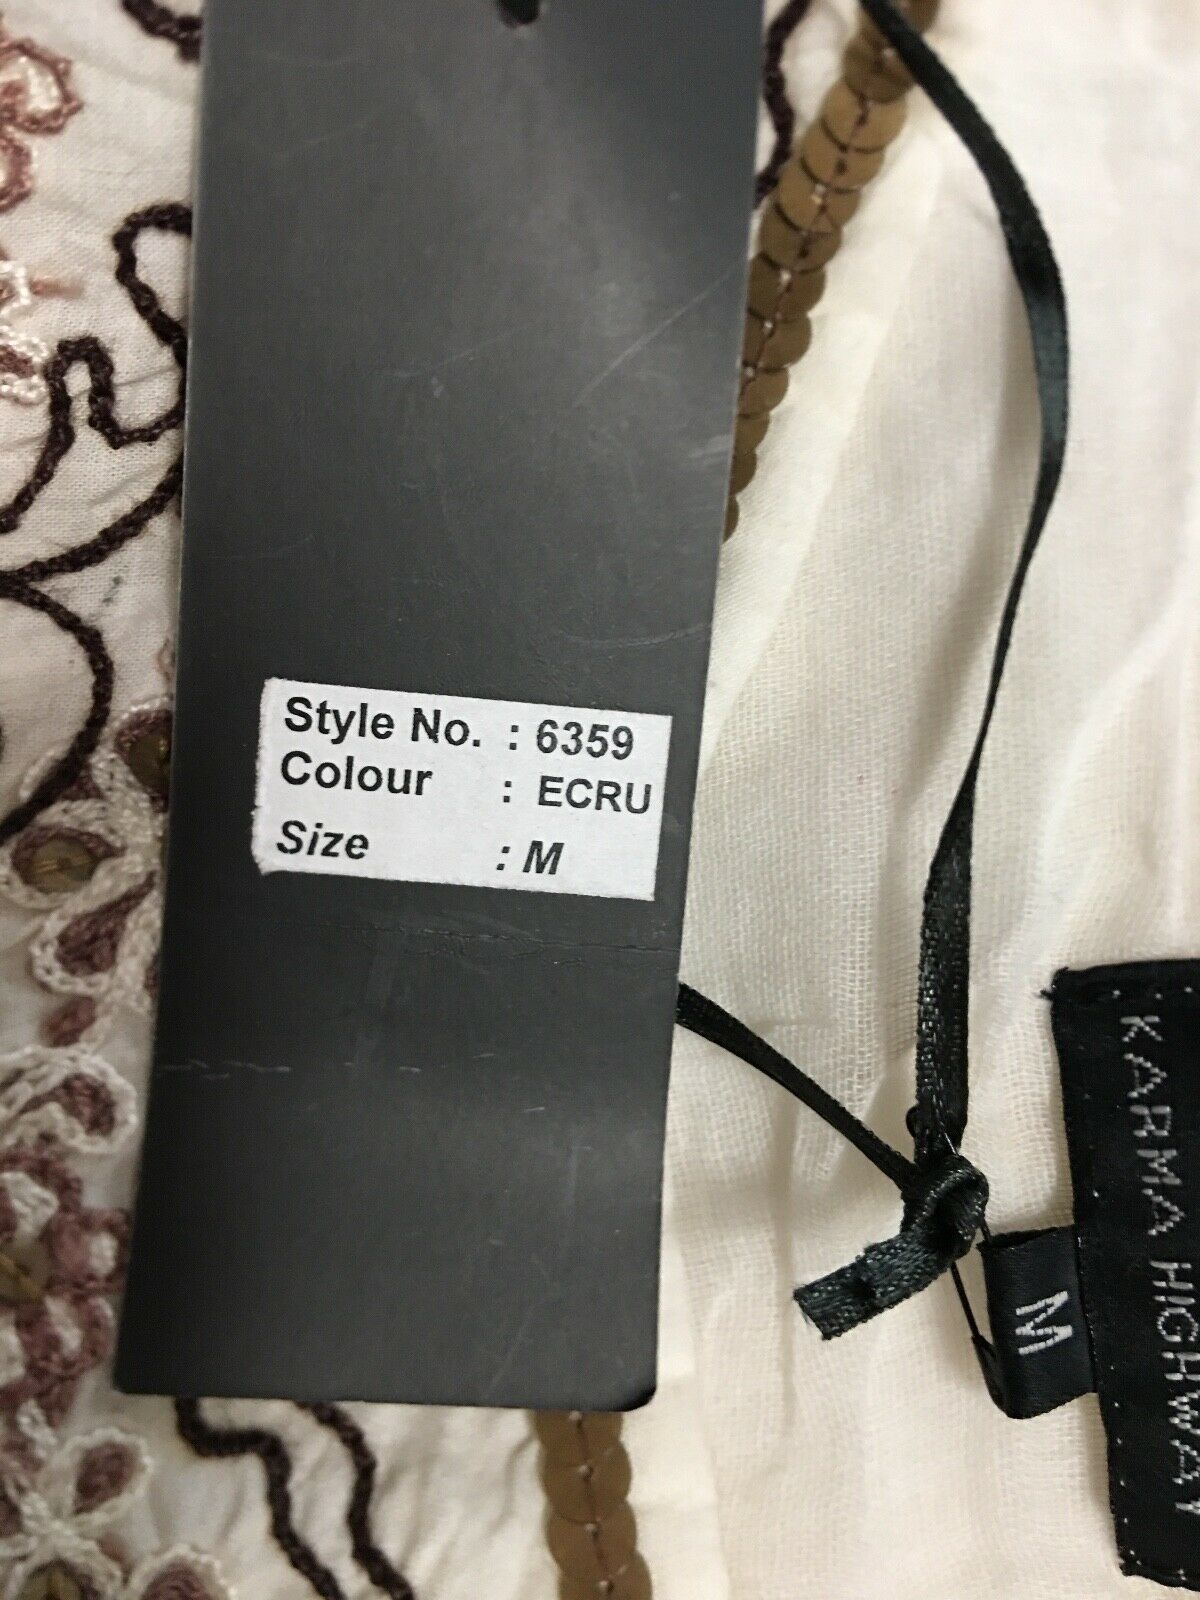 Style No. : 6359
Colour : ECRU
Size : M
KARMA HIGHWAY
M